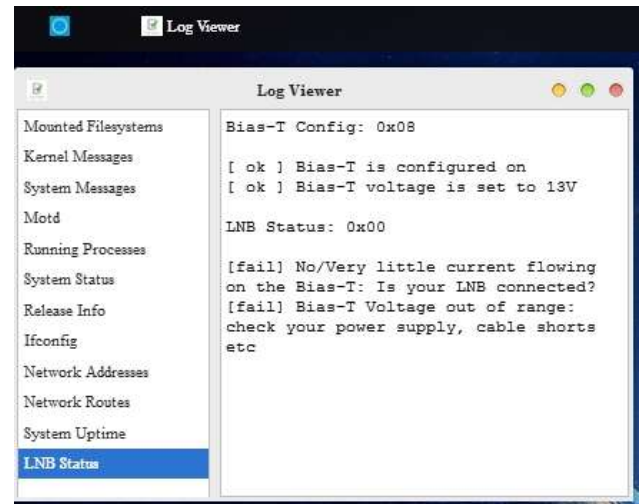 Log Viewer
Log Viewer
Mounted Filesystems
Kernel Messages
System Messages
Motd
Running Processes
System Status
Release Info
Ifconfig
Network Addresses
Network Routes
System Uptime
LNB Status
Bias-T Config: 0x08
[ ok ] Bias-T is configured on
[ ok ] Bias-T voltage is set to 13V
LNB Status: 0x00
[fail] No/Very little current flowing
on the Bias-T: Is your LNB connected?
[fail] Bias-T Voltage out of range:
check your power supply, cable shorts
etc